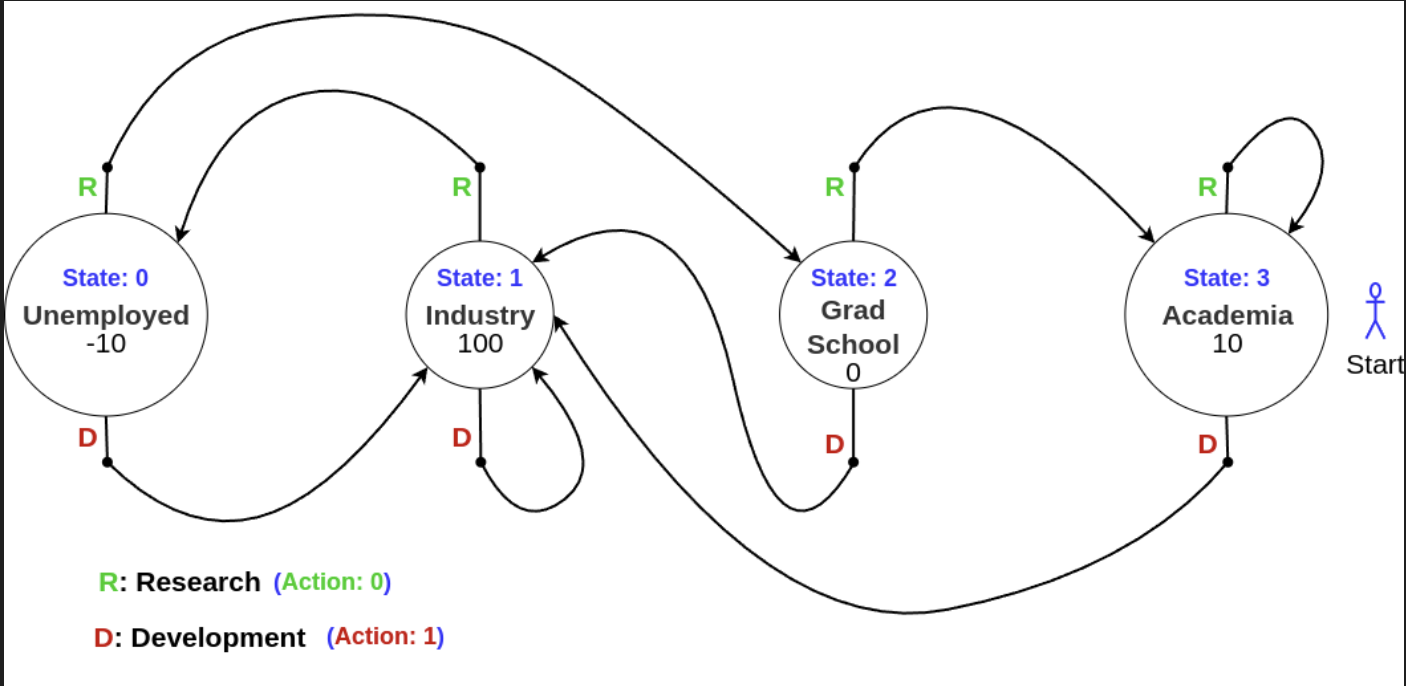 R
R
R
R
State: 0
Unemployed
-10
State: 1
Industry
100
State: 2
Grad
School
0
State: 3
Academia
10
Start
D
D
D
D
R: Research (Action: 0)
D: Development (Action: 1)